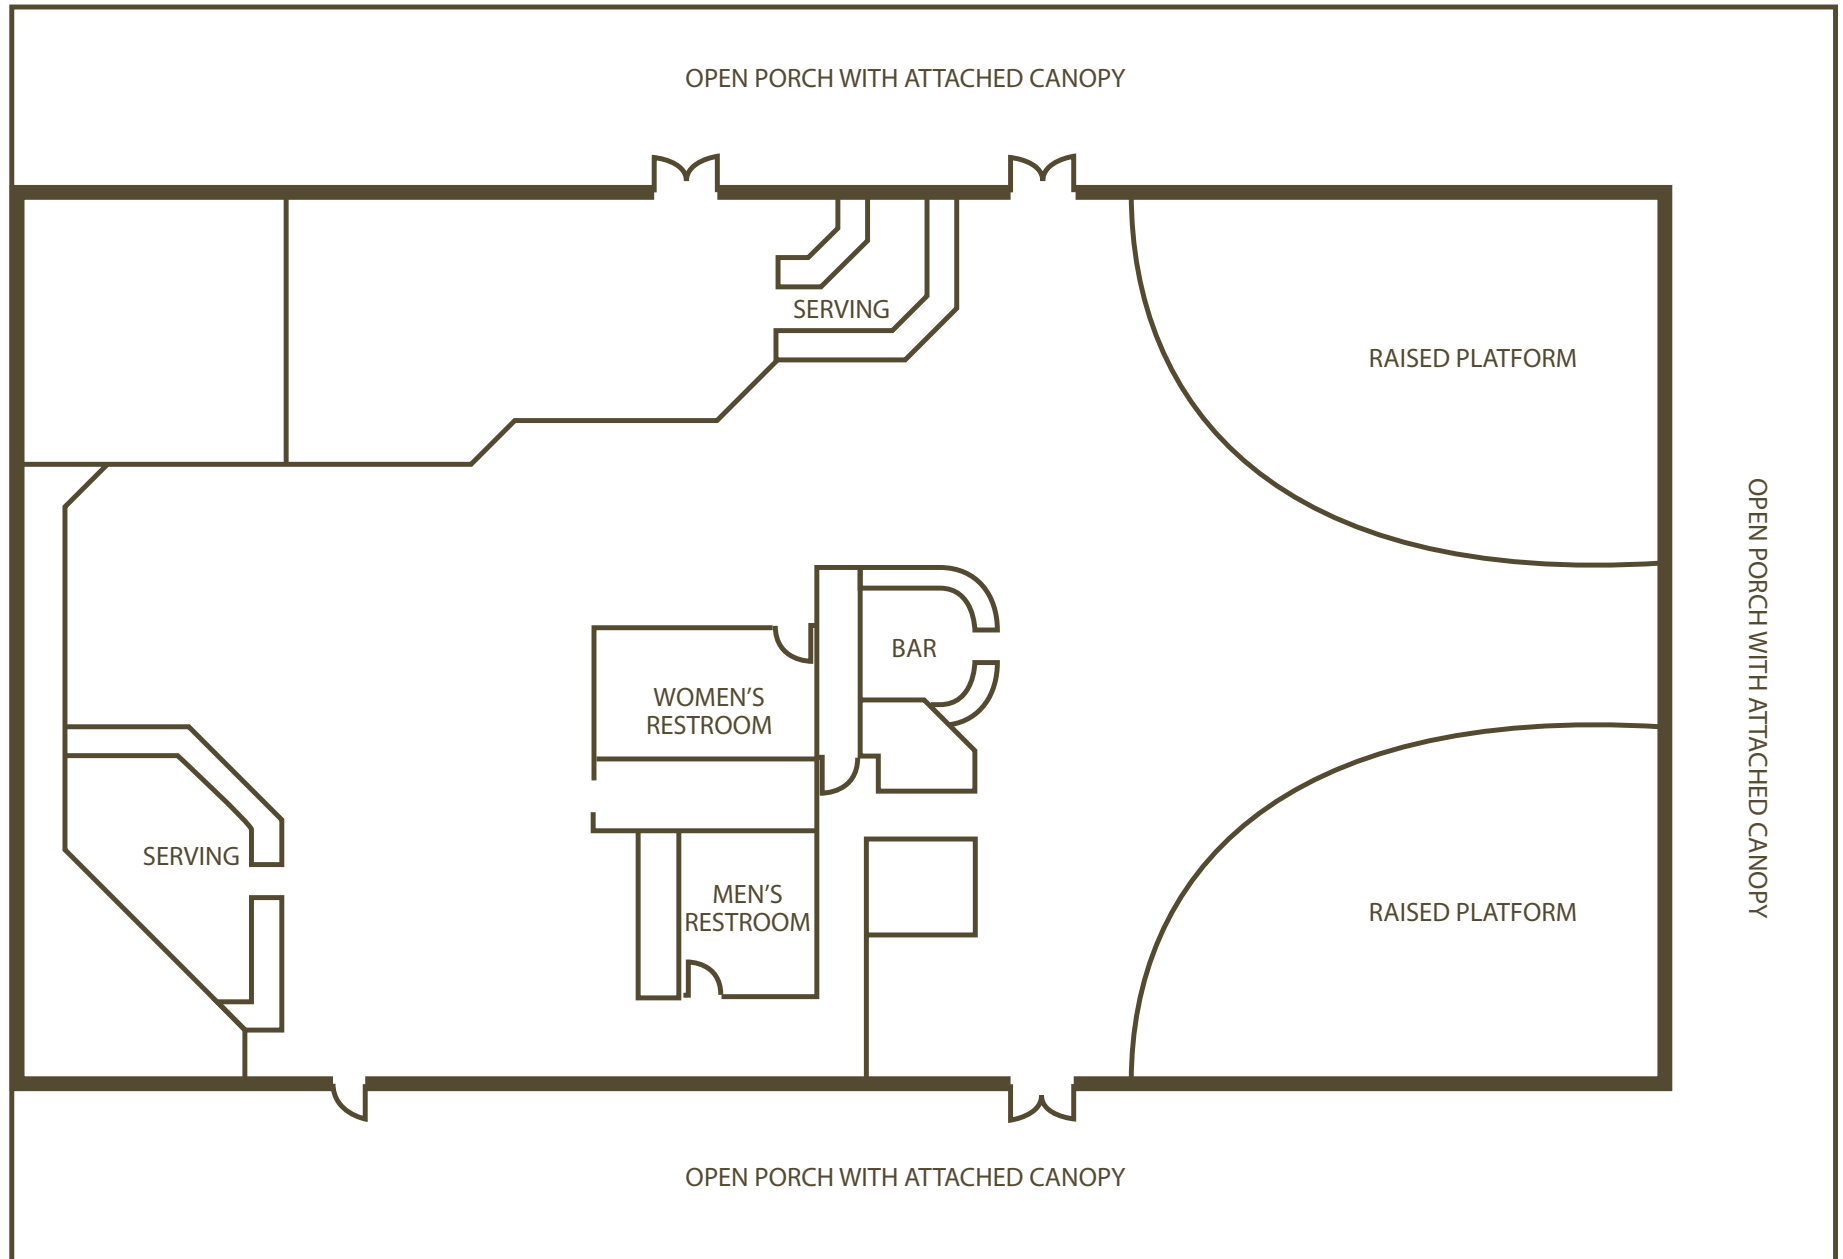 OPEN PORCH WITH ATTACHED CANOPY
SERVING
RAISED PLATFORM
OPEN PORCH WITH ATTACHED CANOPY
BAR
WOMEN'S
RESTROOM
SERVING
MEN'S
RESTROOM
RAISED PLATFORM
OPEN PORCH WITH ATTACHED CANOPY